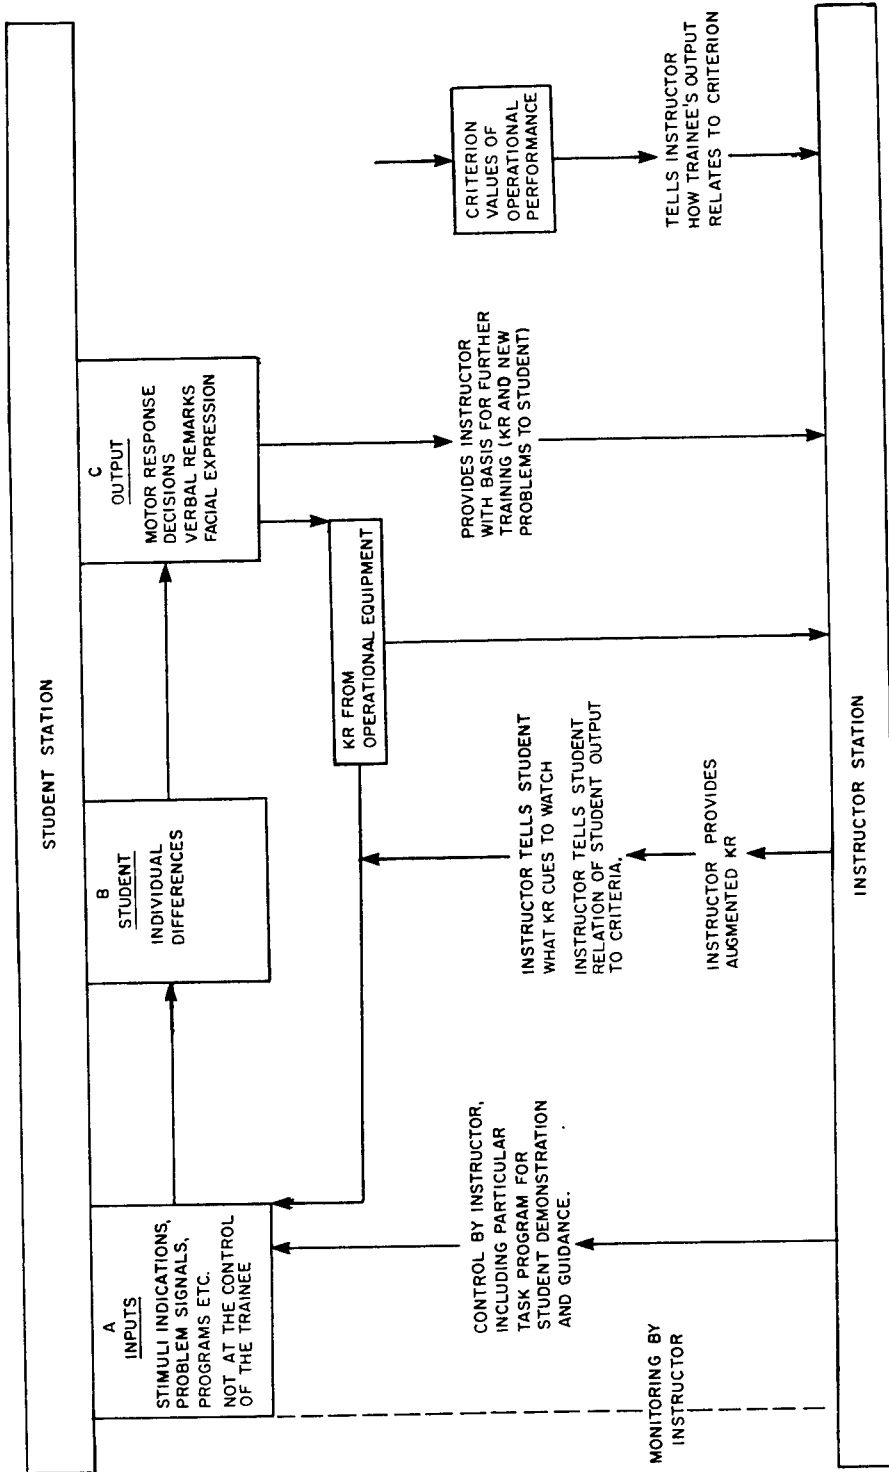 STUDENT STATION
A
INPUTS
STIMULI INDICATIONS,
PROBLEM SIGNALS,
PROGRAMS ETC.
NOT AT THE CONTROL
OF THE TRAINEE
B
STUDENT
INDIVIDUAL
DIFFERENCES
C
OUTPUT
MOTOR RESPONSE
DECISIONS
VERBAL REMARKS
FACIAL EXPRESSION
KR FROM
OPERATIONAL EQUIPMENT
CONTROL BY INSTRUCTOR,
INCLUDING PARTICULAR
TASK PROGRAM FOR
STUDENT DEMONSTRATION
AND GUIDANCE.
MONITORING BY
INSTRUCTOR
INSTRUCTOR TELLS STUDENT
WHAT KR CUES TO WATCH
INSTRUCTOR TELLS STUDENT
RELATION OF STUDENT OUTPUT
TO CRITERIA.
INSTRUCTOR PROVIDES
AUGMENTED KR
PROVIDES INSTRUCTOR
WITH BASIS FOR FURTHER
TRAINING (KR AND NEW
PROBLEMS TO STUDENT)
CRITERION
VALUES OF
OPERATIONAL
PERFORMANCE
TELLS INSTRUCTOR
HOW TRAINEE'S OUTPUT
RELATES TO CRITERION
INSTRUCTOR STATION